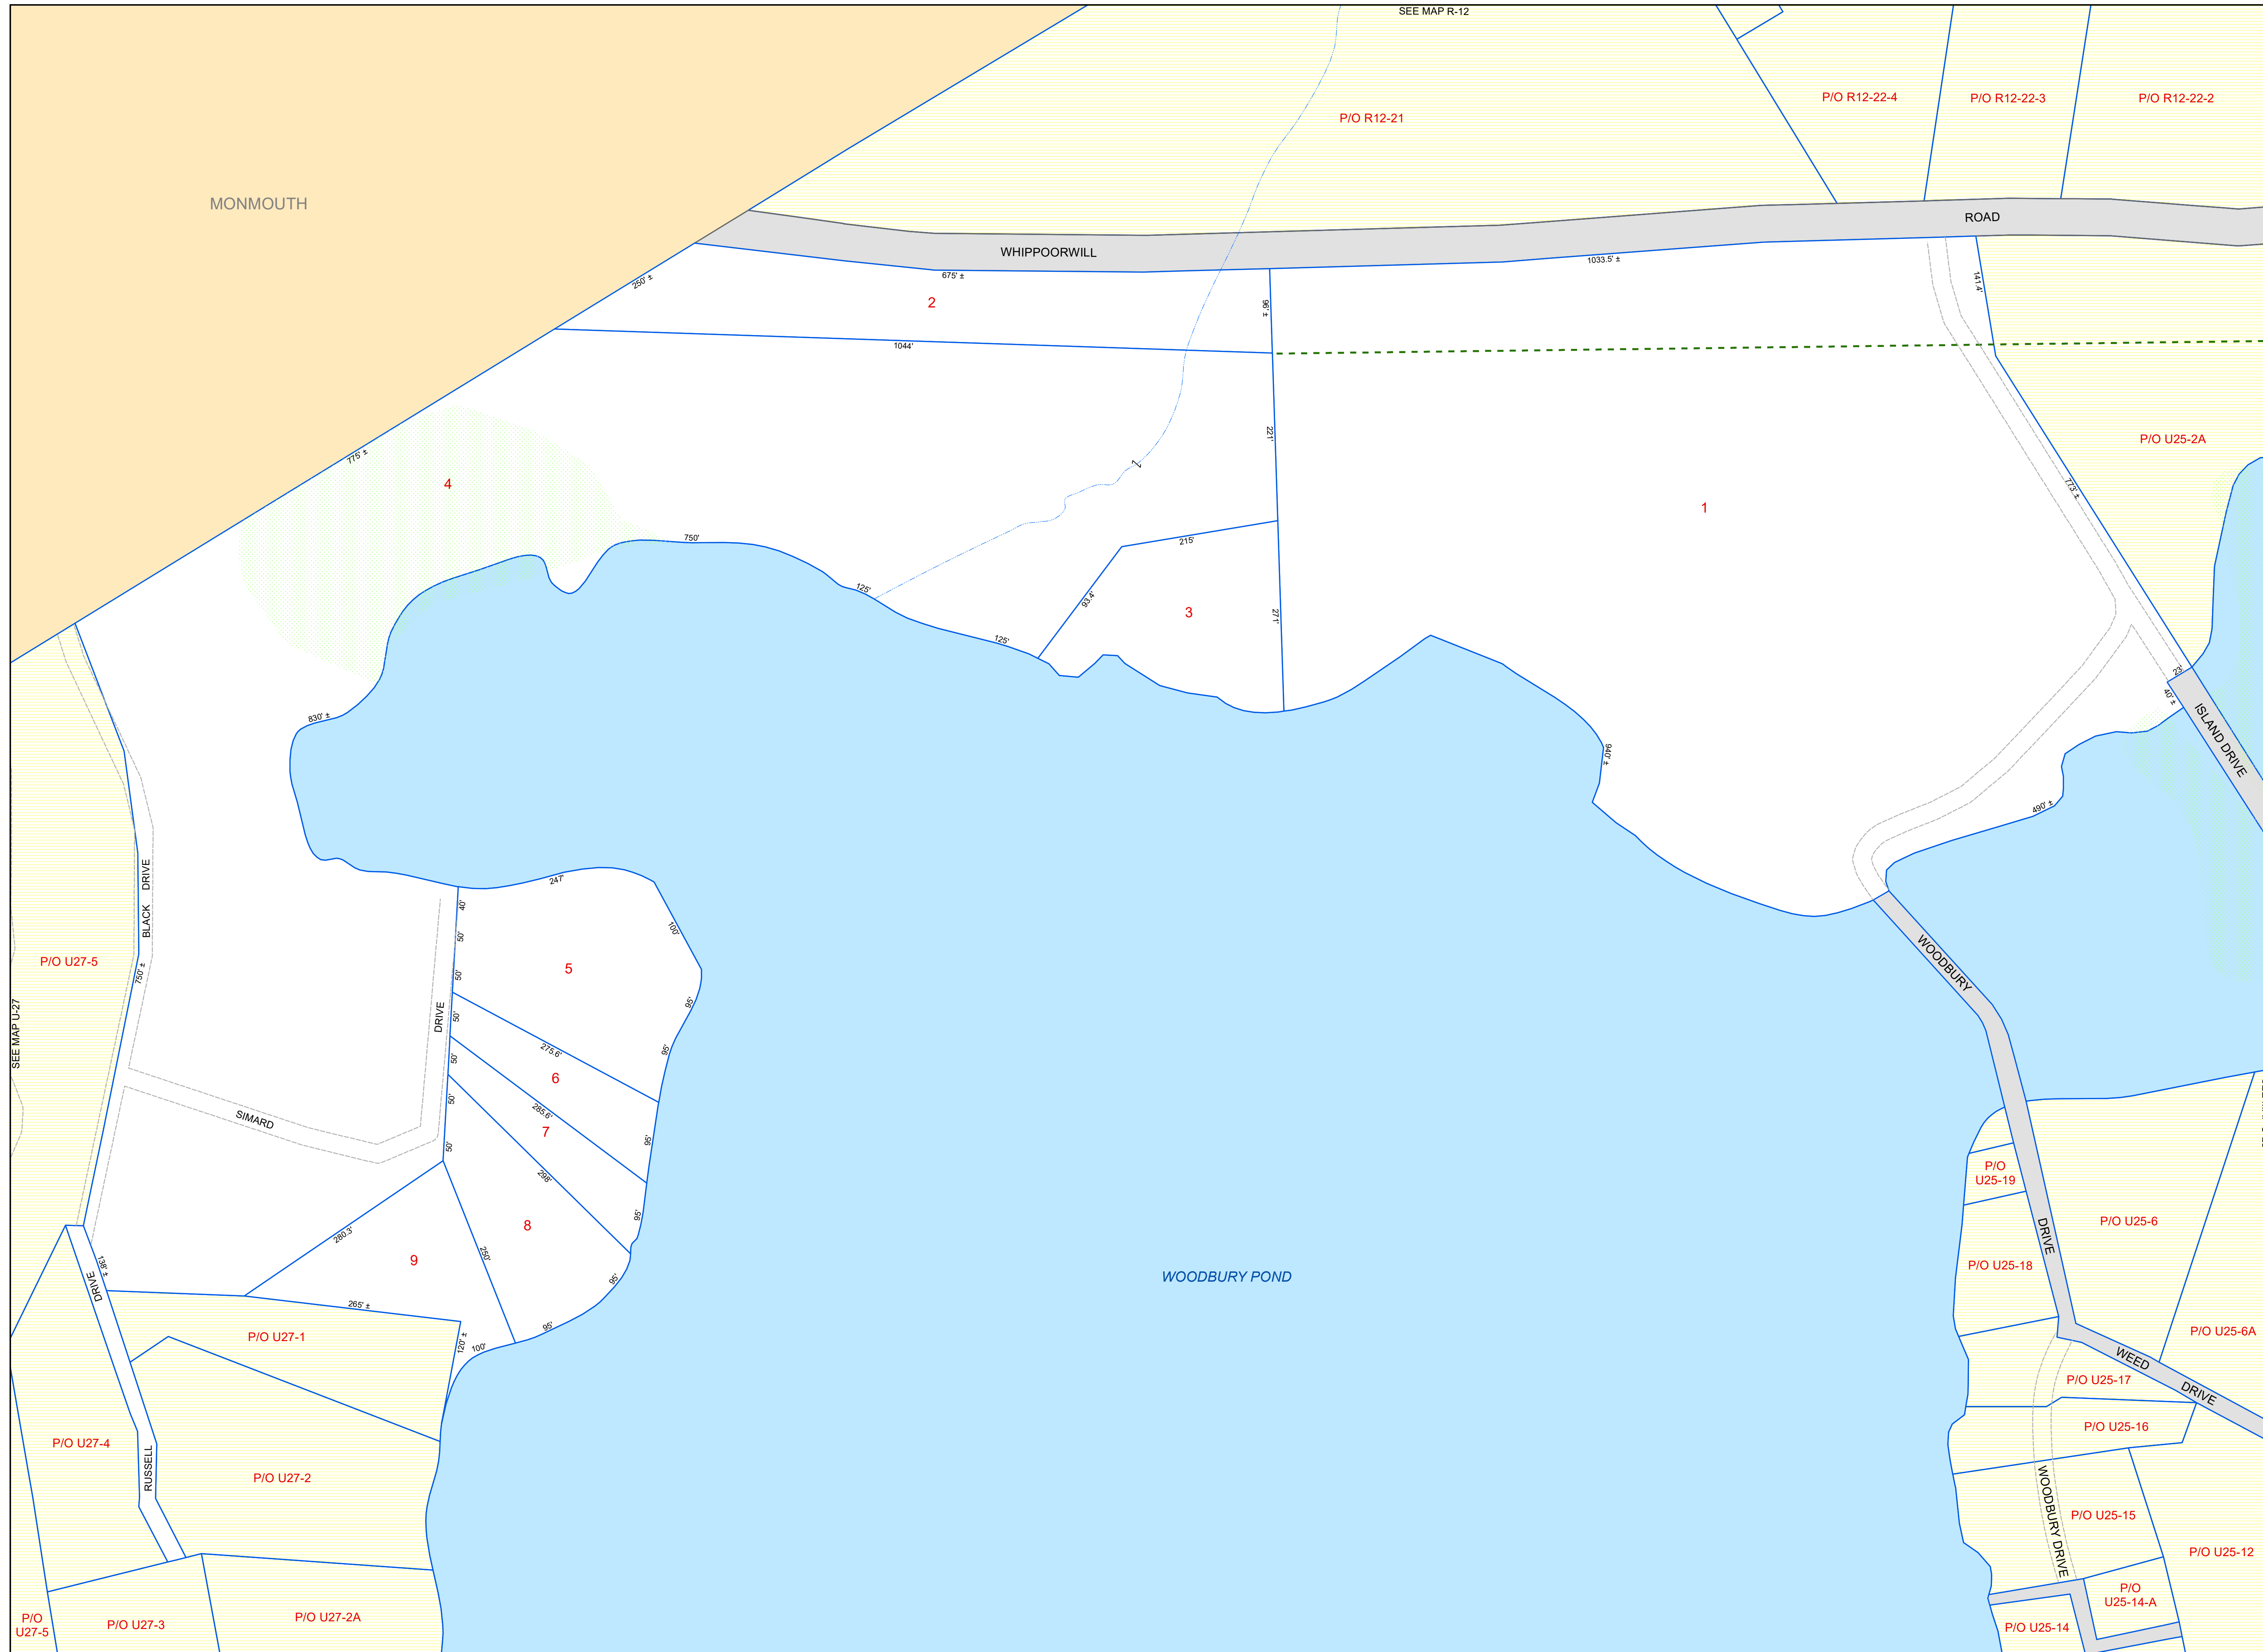 SEE MAP R-12
P/O R12-22-4
P/O R12-22-3
P/O R12-22-2
P/O R12-21
MONMOUTH
ROAD
WHIPPOORWILL
1033.5' ±
250' ±
675' ±
2
96' ±
141.4'
1044'
221'
P/O U25-2A
775' ±
4
Z
773' ±
1
750'
215'
125'
93.4'
3
271'
125'
23'
40' ±
830' ±
ISLAND DRIVE
940' ±
490' ±
BLACK DRIVE
247'
40'
100'
50'
WOODBURY
P/O U27-5
5
50'
750' ±
95'
SEE MAP U-27
DRIVE
50'
275.6'
95'
50'
6
50'
285.6'
SIMARD
7
95'
50'
298'
P/O
U25-19
95'
280.3'
8
P/O U25-6
DRIVE
250'
9
138' ±
P/O U25-18
DRIVE
WOODBURY POND
95'
265' ±
95'
P/O U27-1
120' ±
100'
P/O U25-6A
WEED
P/O U25-17
DRIVE
P/O U27-4
P/O U25-16
RUSSELL
P/O U27-2
WOODBURY DRIVE
P/O U25-15
P/O U25-12
P/O
U25-14-A
P/O
U27-5
P/O U27-3
P/O U27-2A
P/O U25-14